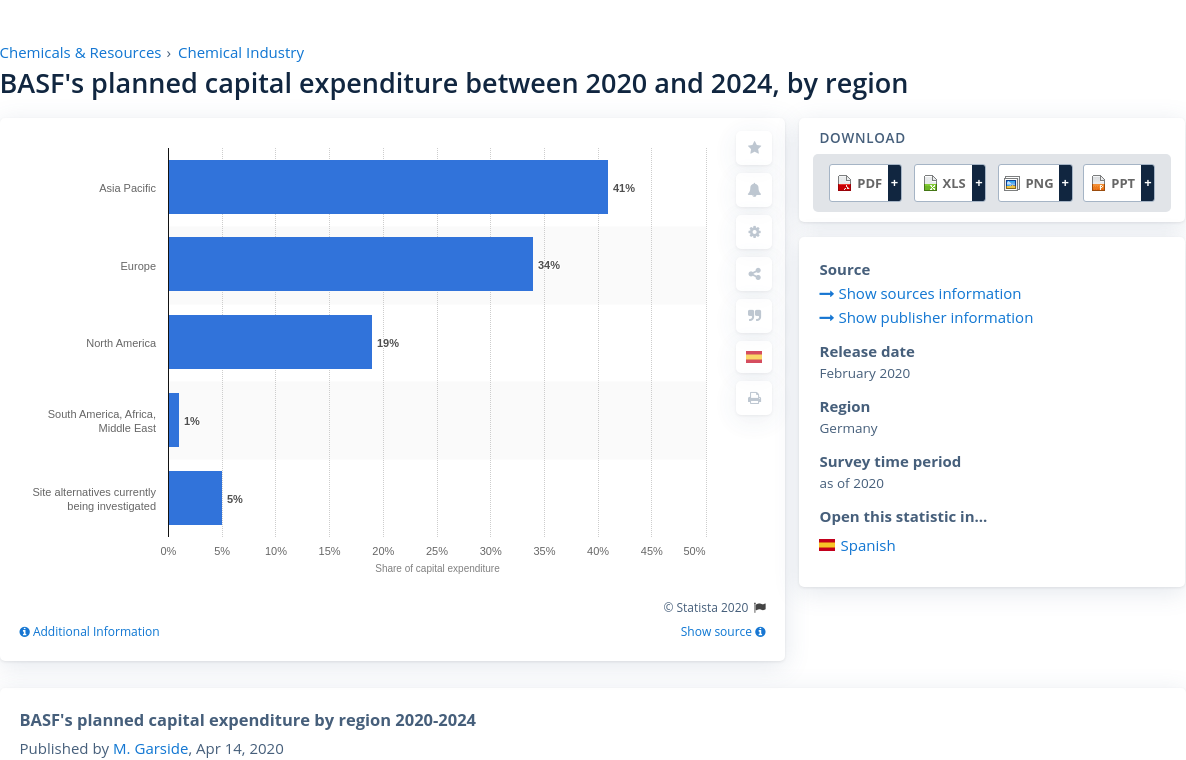 Chemicals & Resources › Chemical Industry
BASF's planned capital expenditure between 2020 and 2024, by region
Asia Pacific
41%
Europe
34%
North America
19%
South America, Africa,
Middle East
1%
Site alternatives currently
being investigated
5%
0% 5% 10% 15% 20% 25% 30% 35% 40% 45% 50%
Share of capital expenditure
© Statista 2020
Additional Information
Show source
DOWNLOAD
PDF + XLS + PNG + PPT +
Source
Show sources information
Show publisher information
Release date
February 2020
Region
Germany
Survey time period
as of 2020
Open this statistic in...
Spanish
BASF's planned capital expenditure by region 2020-2024
Published by M. Garside, Apr 14, 2020